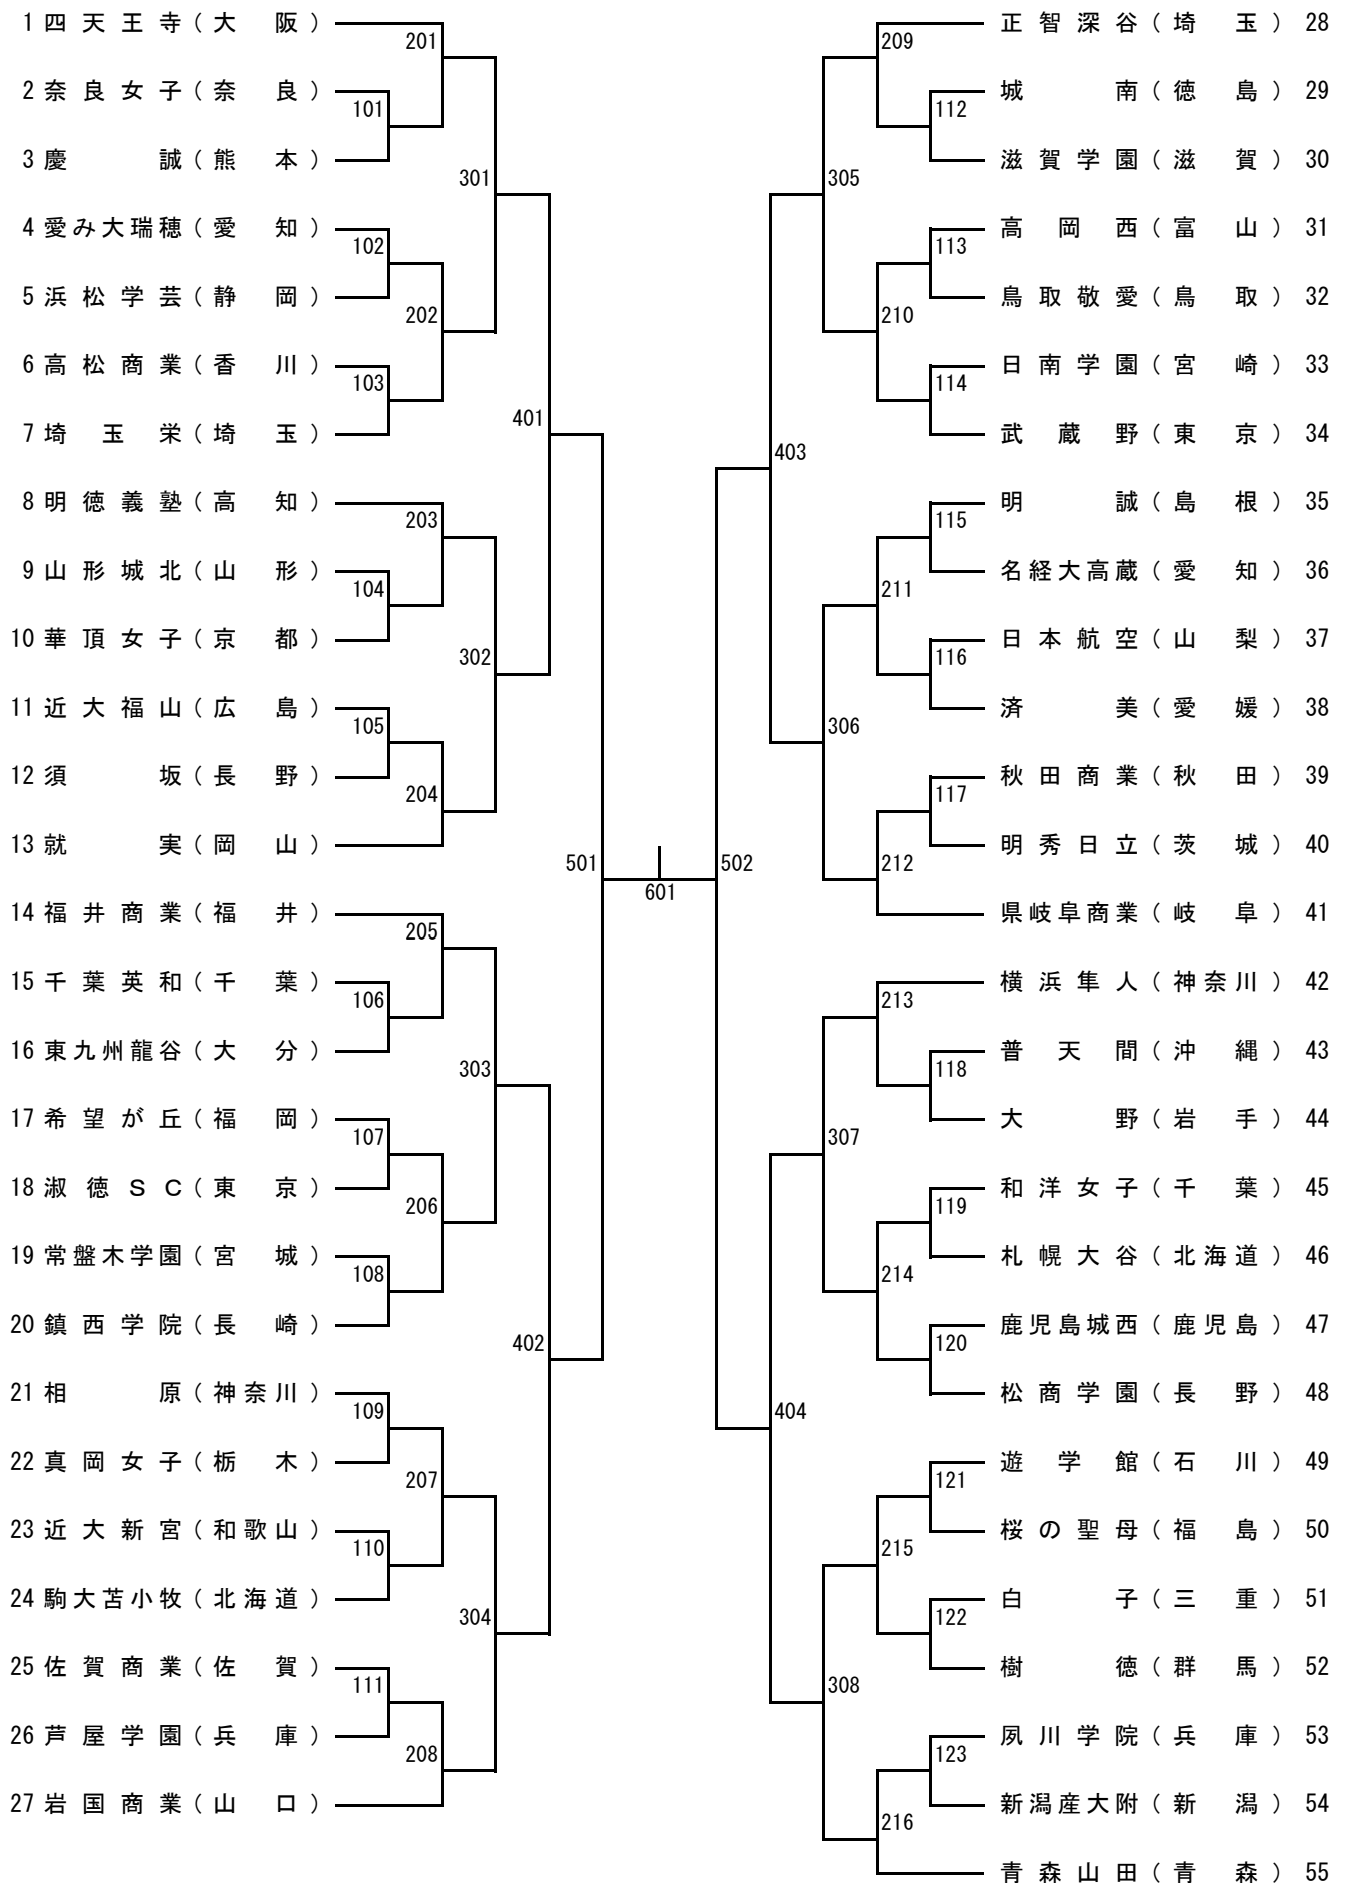 1 四天王寺（大阪） 正智深谷（埼玉） 28
201 209
2 奈良女子（奈良） 城南（徳島） 29
101 112
3 慶誠（熊本） 滋賀学園（滋賀） 30
301 305
4 愛み大瑞穂（愛知） 高岡西（富山） 31
102 113
5 浜松学芸（静岡） 鳥取敬愛（鳥取） 32
202 210
6 高松商業（香川） 日南学園（宮崎） 33
103 114
7 埼玉栄（埼玉） 武蔵野（東京） 34
401 403
8 明徳義塾（高知） 明誠（島根） 35
203 115
9 山形城北（山形） 名経大高蔵（愛知） 36
104 211
10 華頂女子（京都） 日本航空（山梨） 37
302 116
11 近大福山（広島） 済美（愛媛） 38
105 306
12 須坂（長野） 秋田商業（秋田） 39
204 117
13 就実（岡山） 明秀日立（茨城） 40
501 601 502 212
14 福井商業（福井） 県岐阜商業（岐阜） 41
205
15 千葉英和（千葉） 横浜隼人（神奈川） 42
106 213
16 東九州龍谷（大分） 普天間（沖縄） 43
303 118
17 希望が丘（福岡） 大野（岩手） 44
107 307
18 淑徳ＳＣ（東京） 和洋女子（千葉） 45
206 119
19 常盤木学園（宮城） 札幌大谷（北海道） 46
108 214
20 鎮西学院（長崎） 鹿児島城西（鹿児島） 47
402 120
21 相原（神奈川） 松商学園（長野） 48
109 404
22 真岡女子（栃木） 遊学館（石川） 49
207 121
23 近大新宮（和歌山） 桜の聖母（福島） 50
110 215
24 駒大苫小牧（北海道） 白子（三重） 51
304 122
25 佐賀商業（佐賀） 樹徳（群馬） 52
111 308
26 芦屋学園（兵庫） 夙川学院（兵庫） 53
208 123
27 岩国商業（山口） 新潟産大附（新潟） 54
216
青森山田（青森） 55